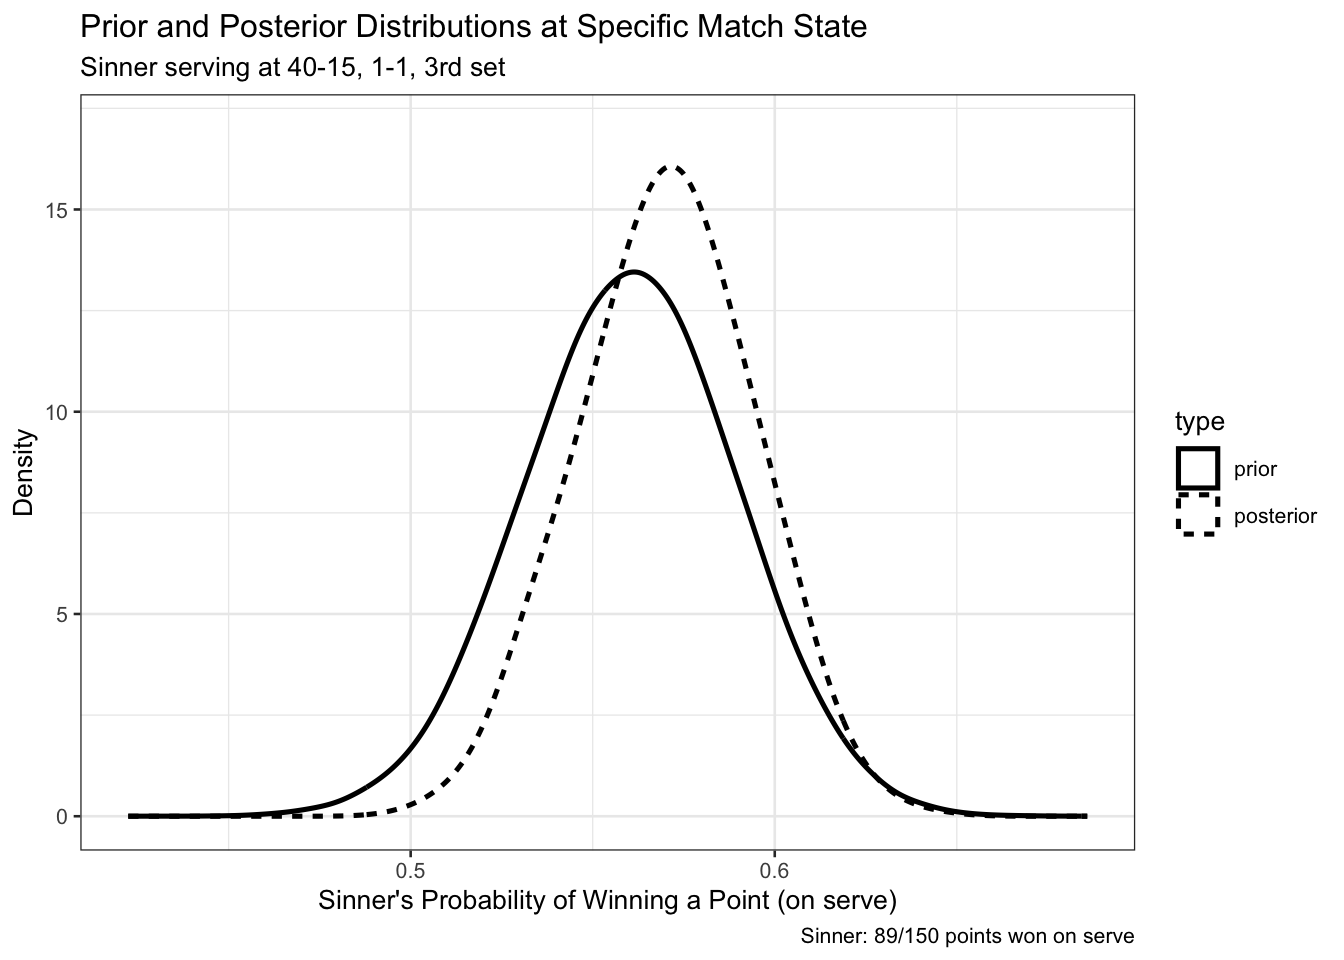 Prior and Posterior Distributions at Specific Match State
Sinner serving at 40-15, 1-1, 3rd set
15
10
5
0
Density
0.5
0.6
Sinner's Probability of Winning a Point (on serve)
Sinner: 89/150 points won on serve
type
prior
posterior